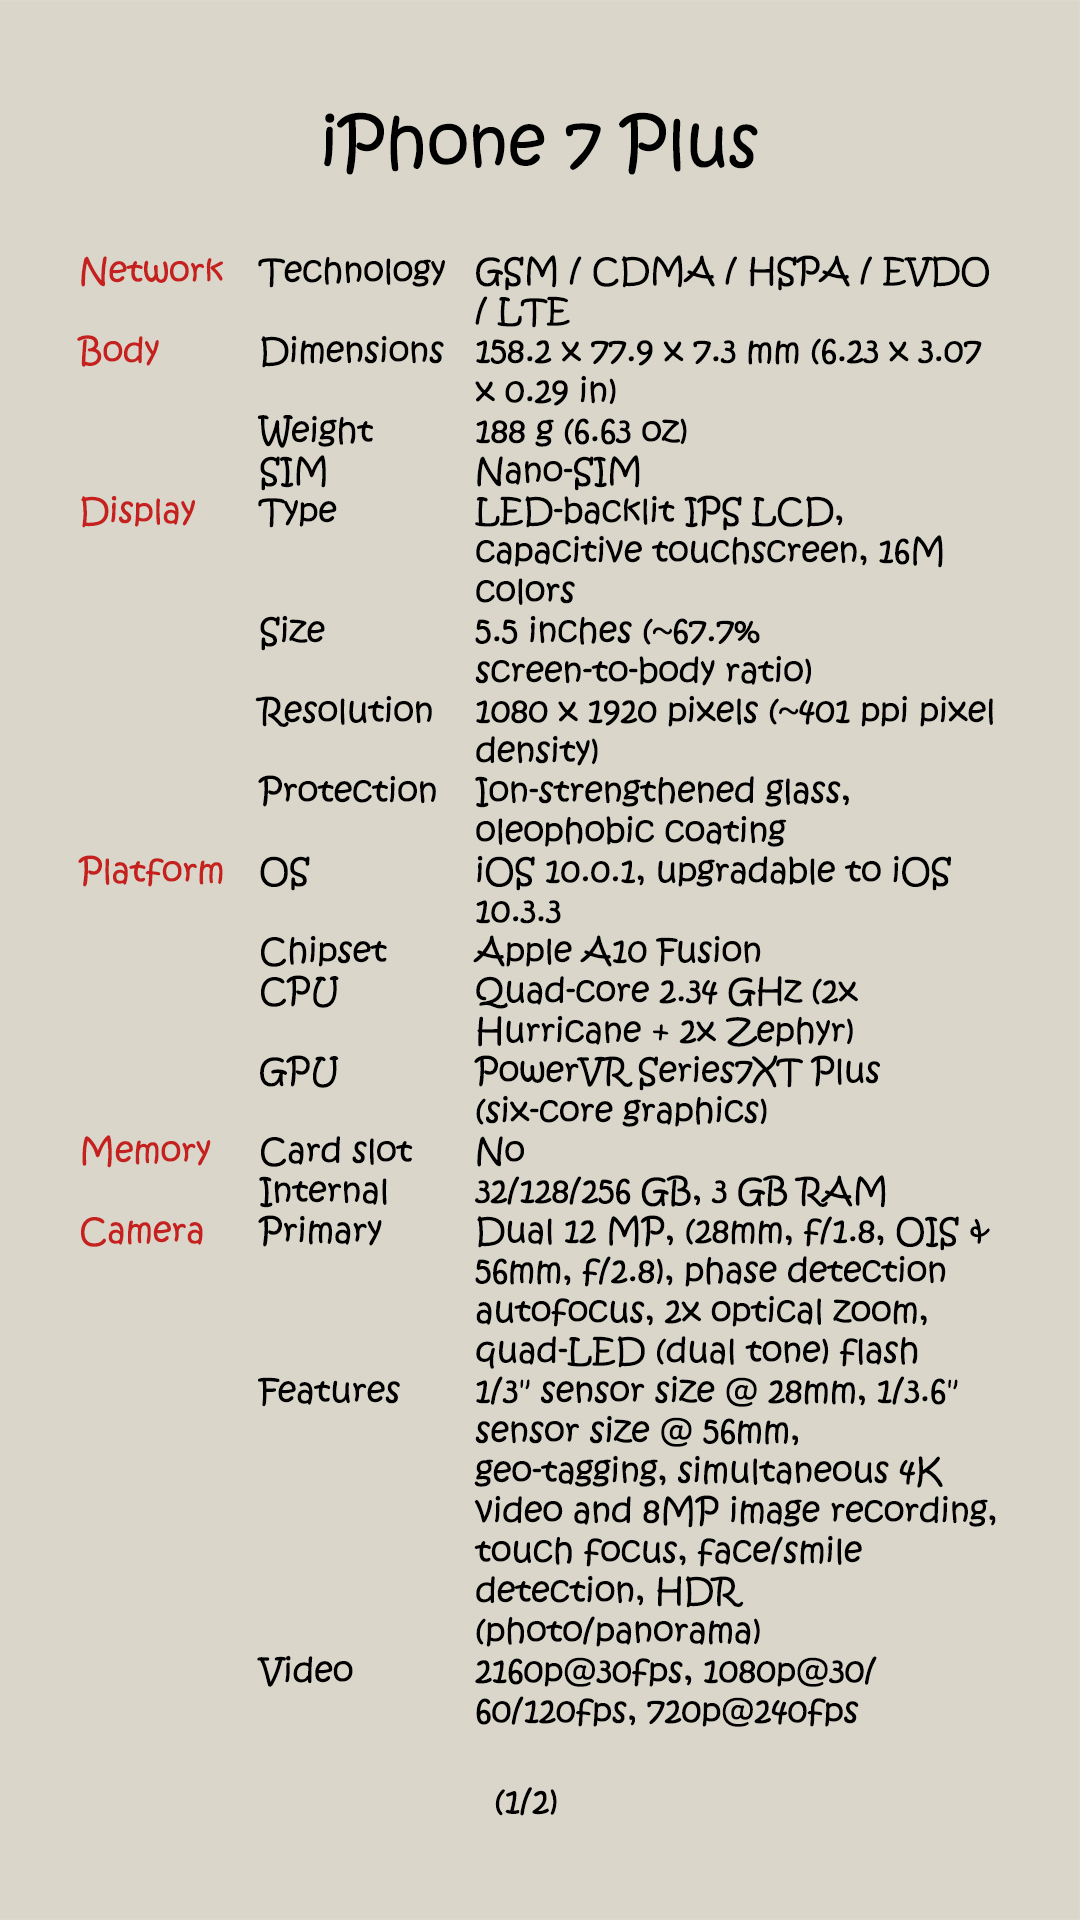 iPhone 7 Plus
Network Technology GSM / CDMA / HSPA / EVDO
/ LTE
Body Dimensions 158.2 x 77.9 x 7.3 mm (6.23 x 3.07
x 0.29 in)
Weight 188 g (6.63 oz)
SIM Nano-SIM
Display Type LED-backlit IPS LCD,
capacitive touchscreen, 16M
colors
Size 5.5 inches (~67.7%
screen-to-body ratio)
Resolution 1080 x 1920 pixels (~401 ppi pixel
density)
Protection Ion-strengthened glass,
oleophobic coating
Platform OS iOS 10.0.1, upgradable to iOS
10.3.3
Chipset Apple A10 Fusion
CPU Quad-core 2.34 GHz (2x
Hurricane + 2x Zephyr)
GPU PowerVR Series7XT Plus
(six-core graphics)
Memory Card slot No
Internal 32/128/256 GB, 3 GB RAM
Camera Primary Dual 12 MP, (28mm, f/1.8, OIS &
56mm, f/2.8), phase detection
autofocus, 2x optical zoom,
quad-LED (dual tone) flash
Features 1/3" sensor size @ 28mm, 1/3.6"
sensor size @ 56mm,
geo-tagging, simultaneous 4K
video and 8MP image recording,
touch focus, face/smile
detection, HDR
(photo/panorama)
Video 2160p@30fps, 1080p@30/
60/120fps, 720p@240fps
(1/2)